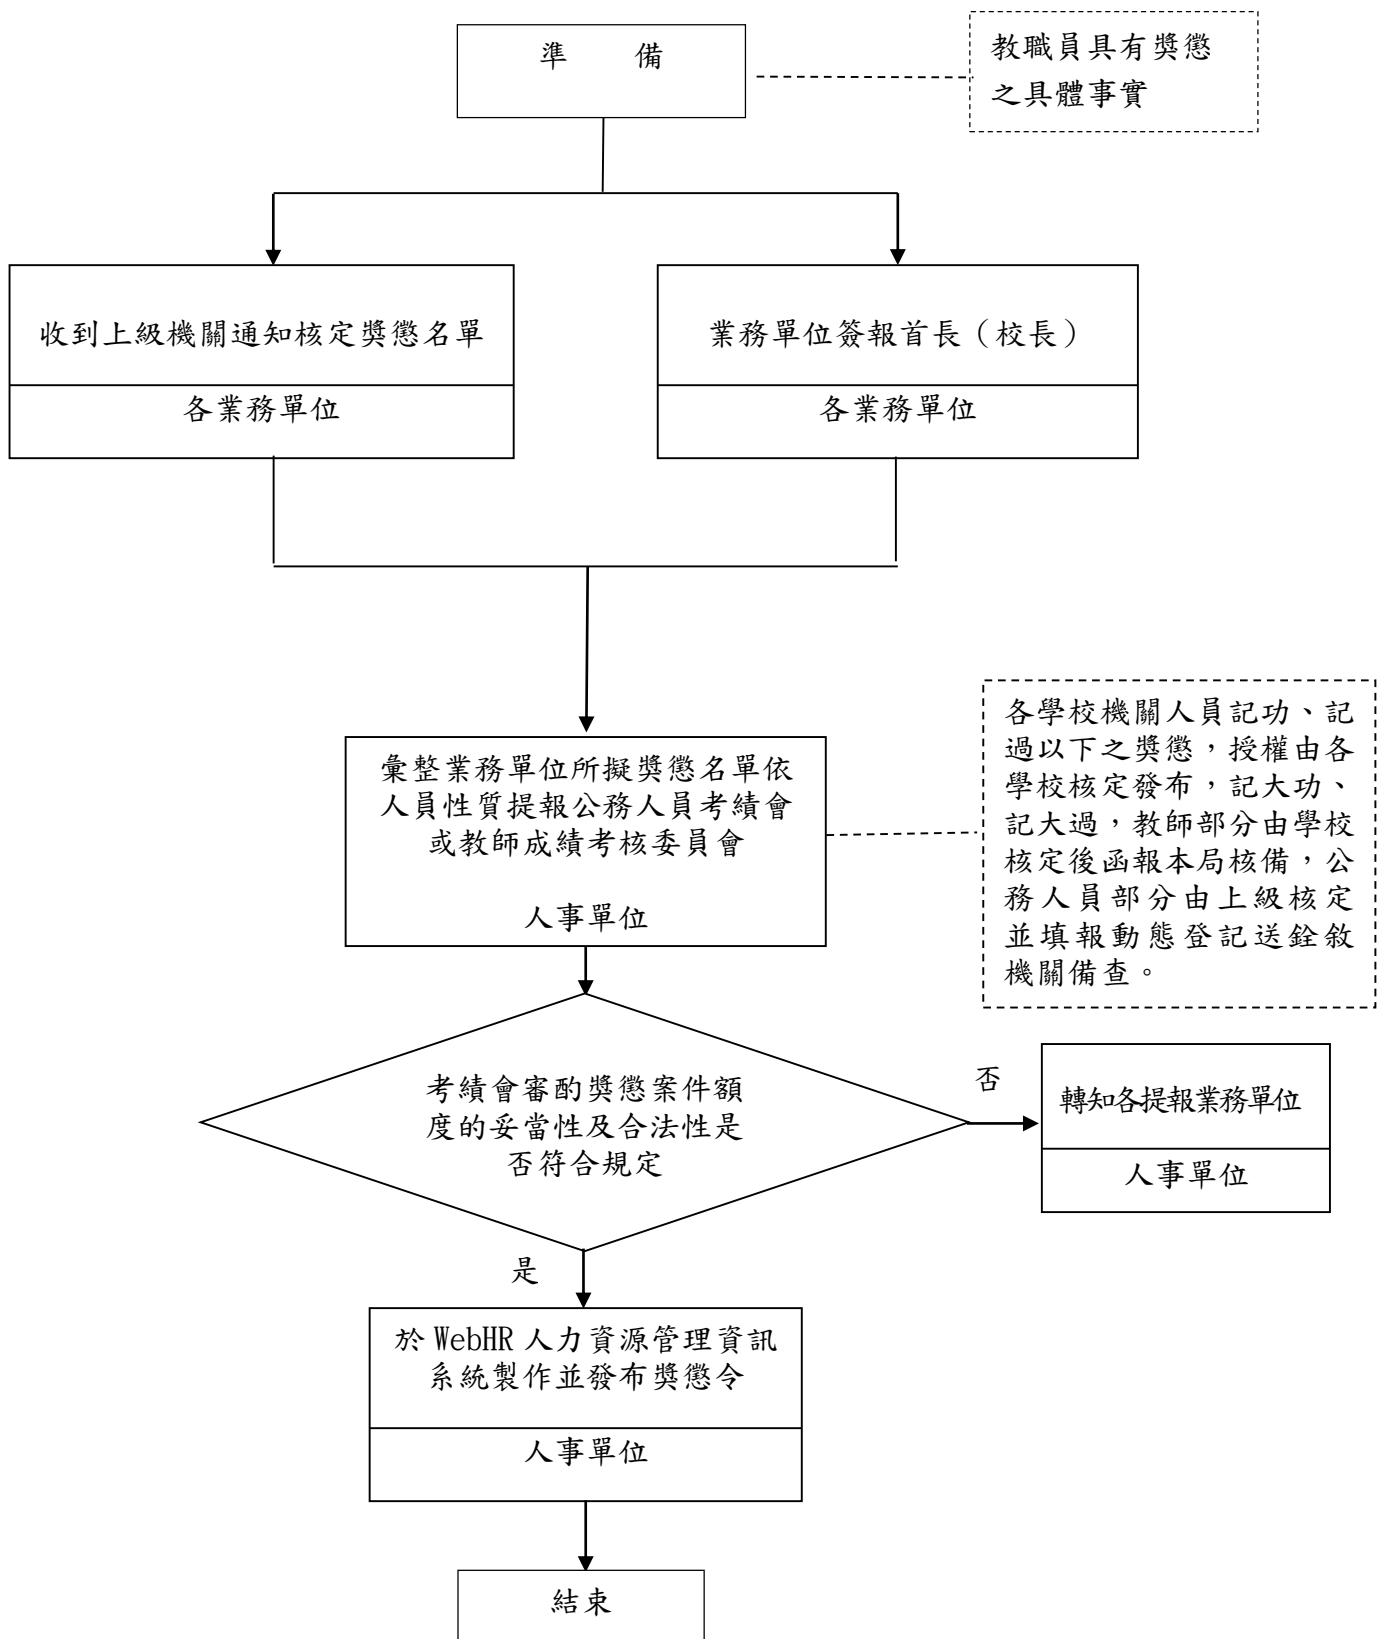 準　　備
教職員具有獎懲
之具體事實
收到上級機關通知核定獎懲名單
各業務單位
業務單位簽報首長（校長）
各業務單位
彙整業務單位所擬獎懲名單依
人員性質提報公務人員考績會
或教師成績考核委員會
人事單位
各學校機關人員記功、記
過以下之獎懲，授權由各
學校核定發布，記大功、
記大過，教師部分由學校
核定後函報本局核備，公
務人員部分由上級核定
並填報動態登記送銓敘
機關備查。
考績會審酌獎懲案件額
度的妥當性及合法性是
否符合規定
否
轉知各提報業務單位
人事單位
是
於 WebHR 人力資源管理資訊
系統製作並發布獎懲令
人事單位
結束